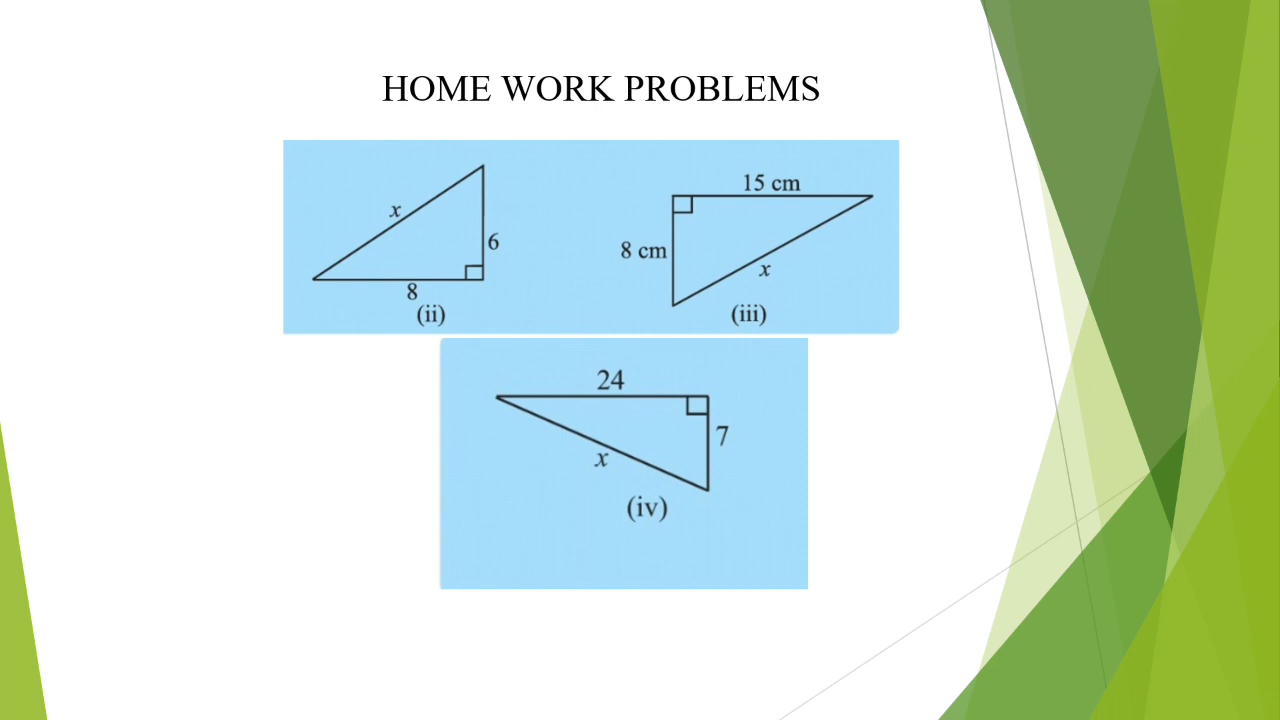 HOME WORK PROBLEMS
x
6
8
(ii)
15 cm
8 cm
x
(iii)
24
7
x
(iv)